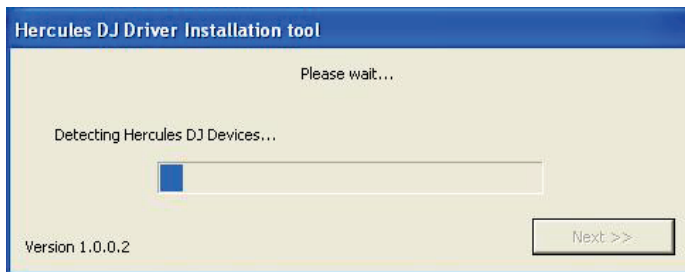 Hercules DJ Driver Installation tool
Please wait...
Detecting Hercules DJ Devices...
Next >>
Version 1.0.0.2